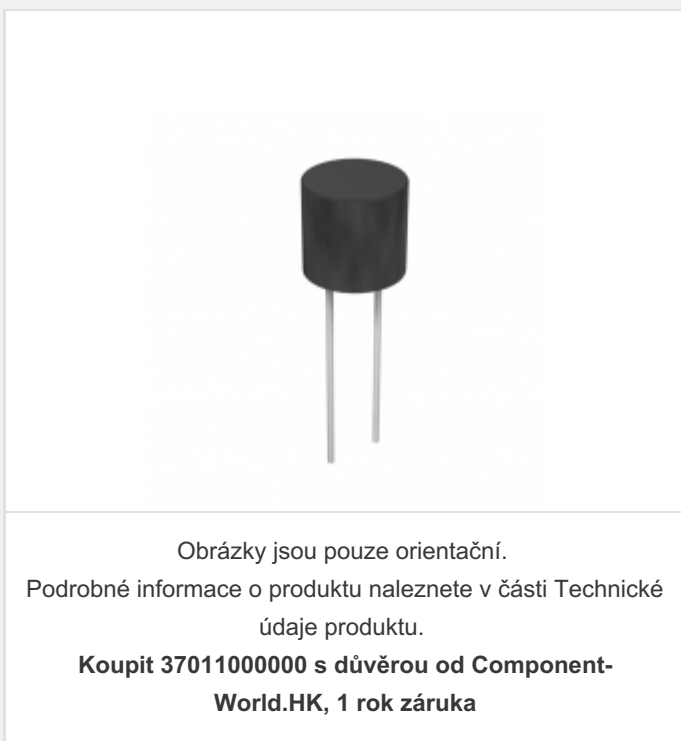 Obrázky jsou pouze orientační.
Podrobné informace o produktu naleznete v části Technické
údaje produktu.
Koupit 37011000000 s důvěrou od Component-
World.HK, 1 rok záruka